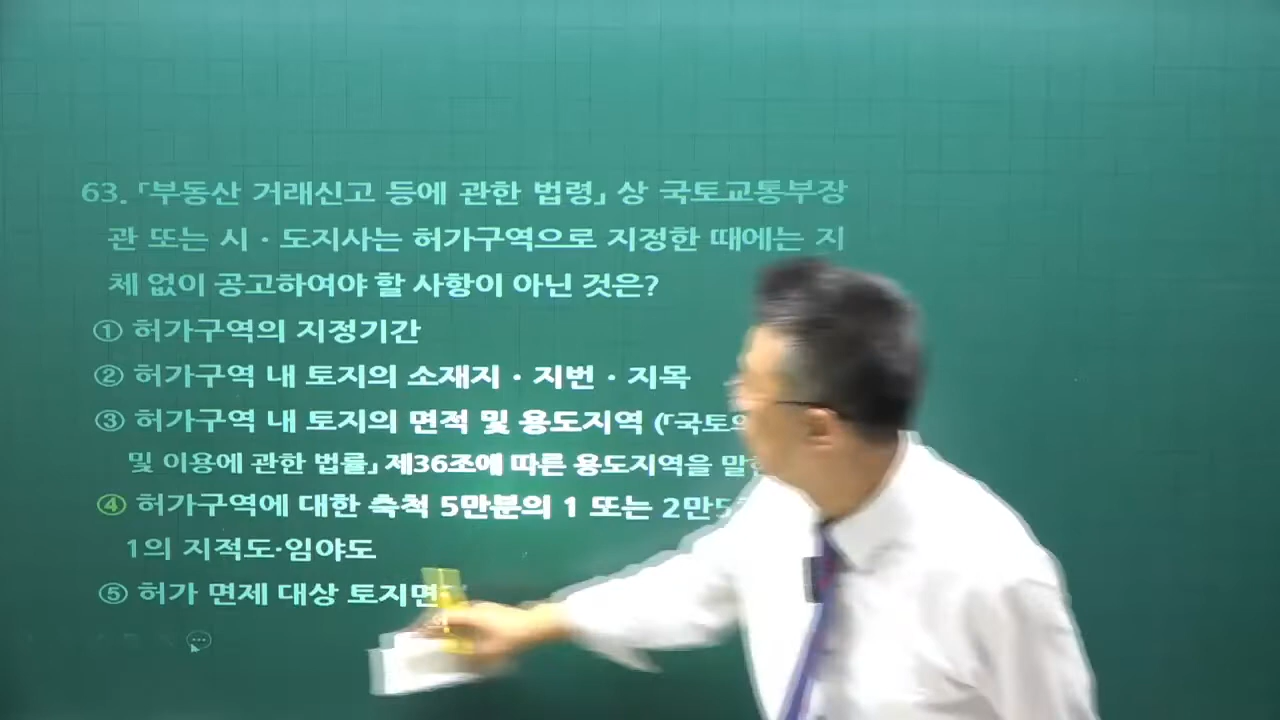 63. 「부동산 거래신고 등에 관한 법령」 상 국토교통부장
관 또는 시·도지사는 허가구역으로 지정한 때에는 지
체 없이 공고하여야 할 사항이 아닌 것은?
① 허가구역의 지정기간
② 허가구역 내 토지의 소재지·지번·지목
③ 허가구역 내 토지의 면적 및 용도지역 (「국토의
및 이용에 관한 법률」 제36조에 따른 용도지역을
④ 허가구역에 대한 축척 5만분의 1 또는
1의 지적도·임야도
⑤ 허가 면제 대상 토지면